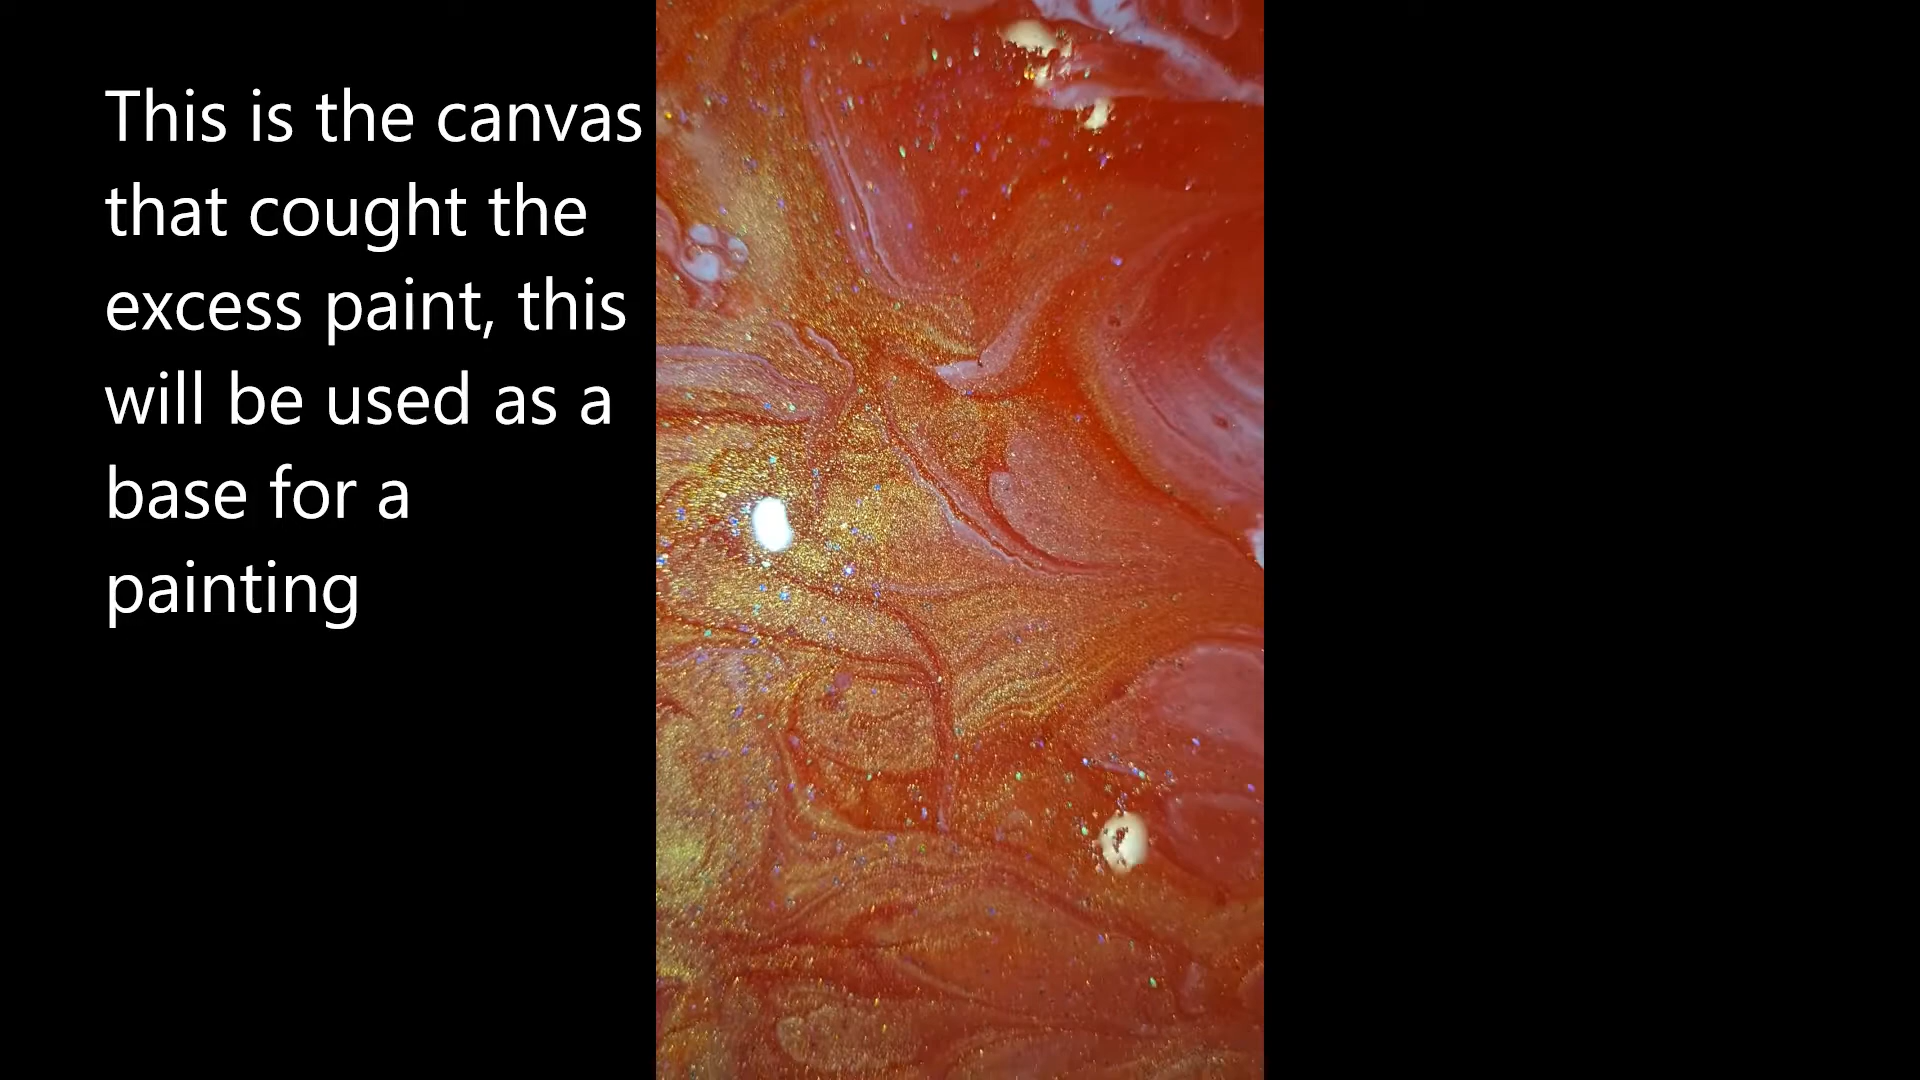 This is the canvas
that cought the
excess paint, this
will be used as a
base for a
painting